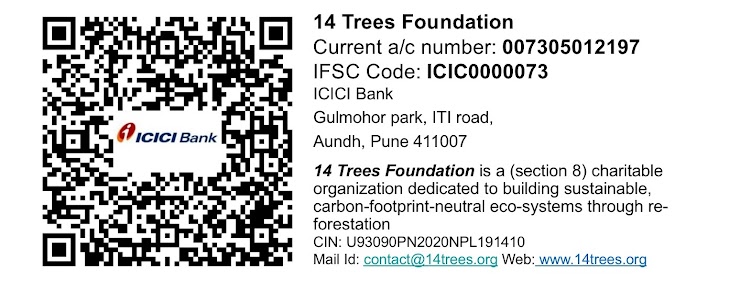 14 Trees Foundation
Current a/c number: 007305012197
IFSC Code: ICIC0000073
ICICI Bank
Gulmohor park, ITI road,
Aundh, Pune 411007
ICICI Bank
14 Trees Foundation is a (section 8) charitable
organization dedicated to building sustainable,
carbon-footprint-neutral eco-systems through re-
forestation
CIN: U93090PN2020NPL191410
Mail Id: contact@14trees.org Web: www.14trees.org